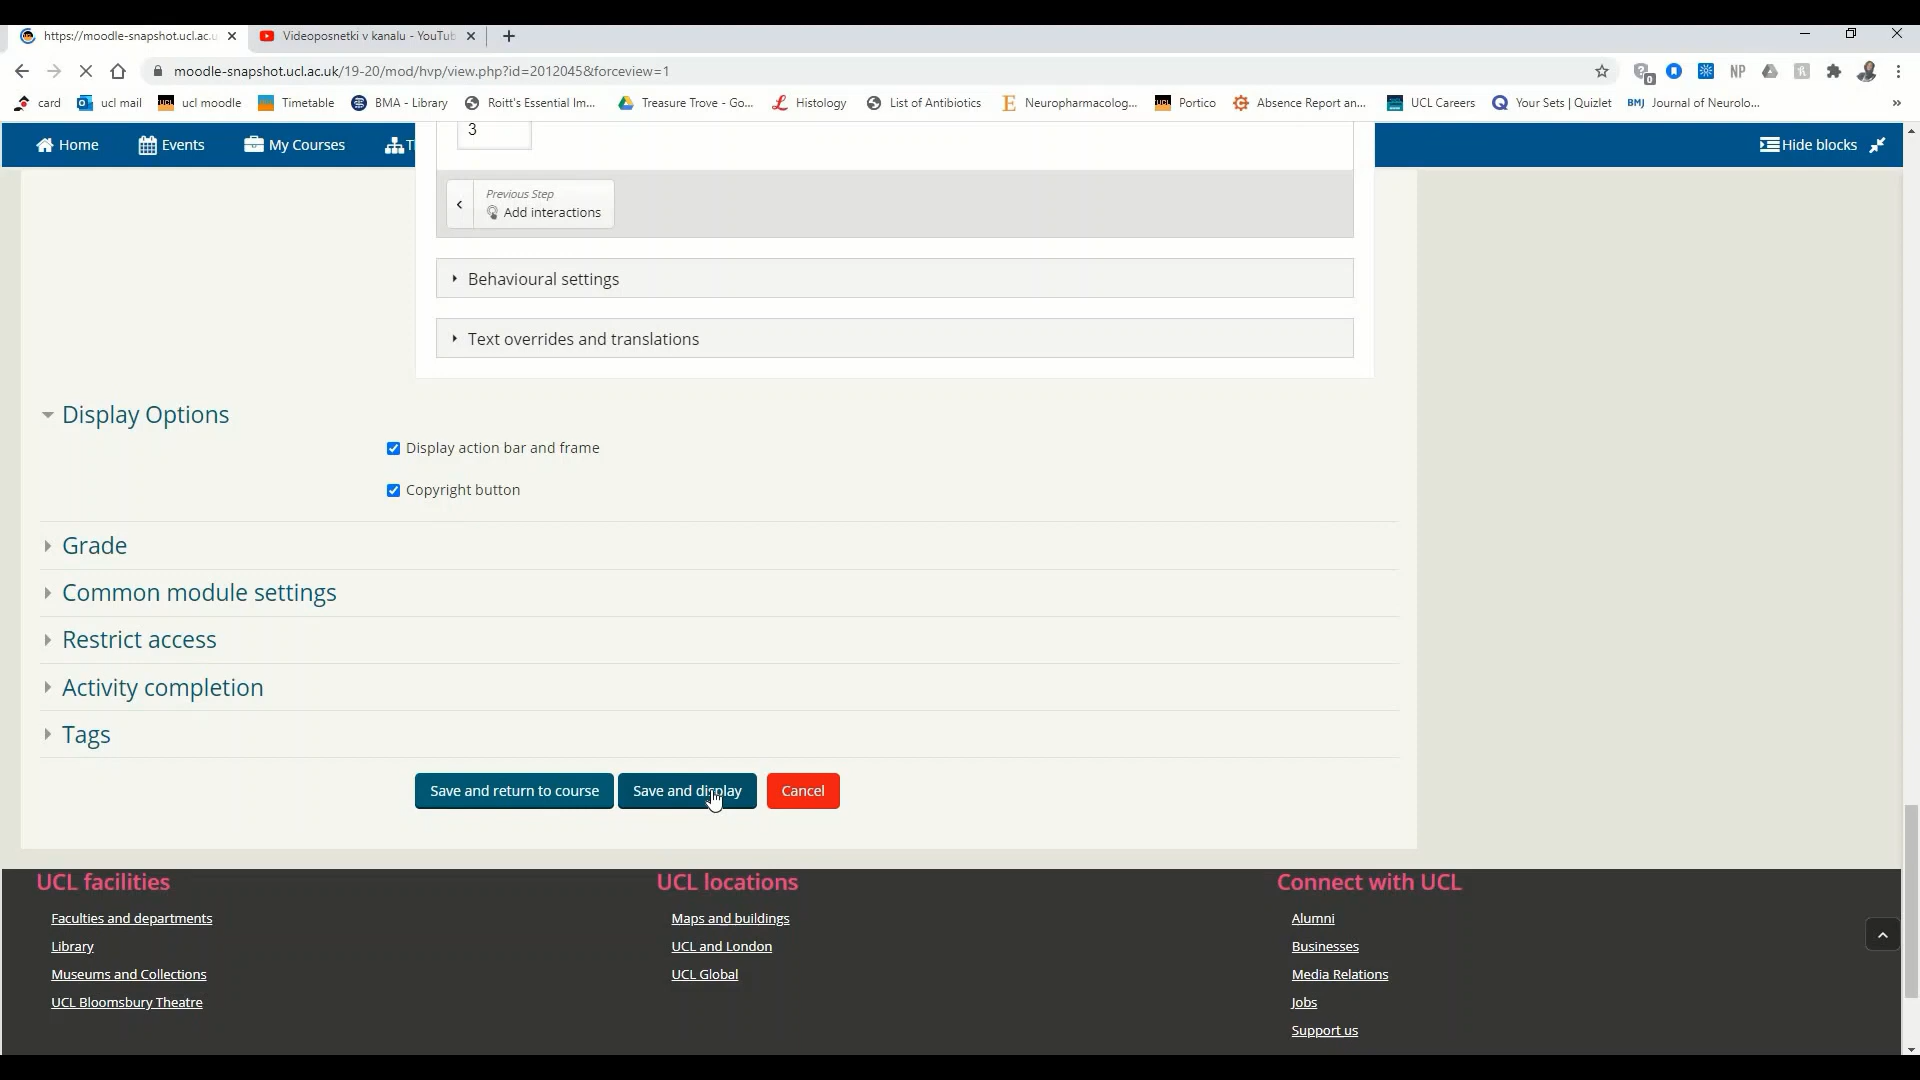 https://moodle-snapshot.ucl.ac.u
Videoposnetki v kanalu - YouTub
moodle-snapshot.ucl.ac.uk/19-20/mod/hvp/view.php?id=2012045&forceview=1
0
NP
card
ucl mail
UCL
ucl moodle
Timetable
BMA - Library
Roitt's Essential Im...
Treasure Trove - Go...
Histology
List of Antibiotics
Neuropharmacolog...
UCL
Portico
Absence Report an...
UCL Careers
Your Sets | Quizlet
BMJ
Journal of Neurolo...
Home
Events
My Courses
Hide blocks
3
Previous Step
Add interactions
Behavioural settings
Text overrides and translations
Display Options
Display action bar and frame
Copyright button
Grade
Common module settings
Restrict access
Activity completion
Tags
Save and return to course
Save and display
Cancel
UCL facilities
Faculties and departments
Library
Museums and Collections
UCL Bloomsbury Theatre
UCL locations
Maps and buildings
UCL and London
UCL Global
Connect with UCL
Alumni
Businesses
Media Relations
Jobs
Support us